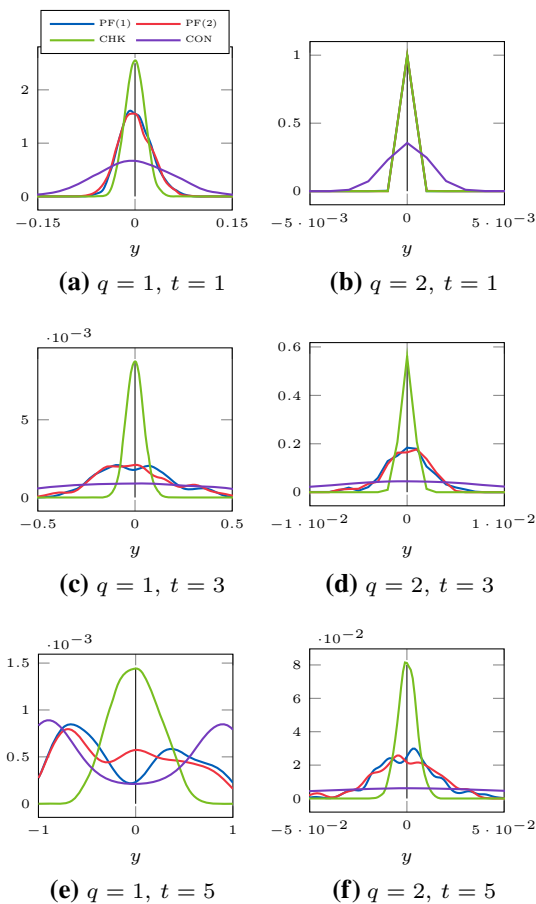 PF(1) PF(2)
CHK CON
2
1
0
−0.15 0 0.15
y
(a) q = 1, t = 1
1
0.5
0
−5 · 10⁻³ 0 5 · 10⁻³
y
(b) q = 2, t = 1
·10⁻³
5
0
−0.5 0 0.5
y
(c) q = 1, t = 3
0.6
0.4
0.2
0
−1 · 10⁻² 0 1 · 10⁻²
y
(d) q = 2, t = 3
·10⁻³
1.5
1
0.5
0
−1 0 1
y
(e) q = 1, t = 5
·10⁻²
8
6
4
2
0
−5 · 10⁻² 0 5 · 10⁻²
y
(f) q = 2, t = 5